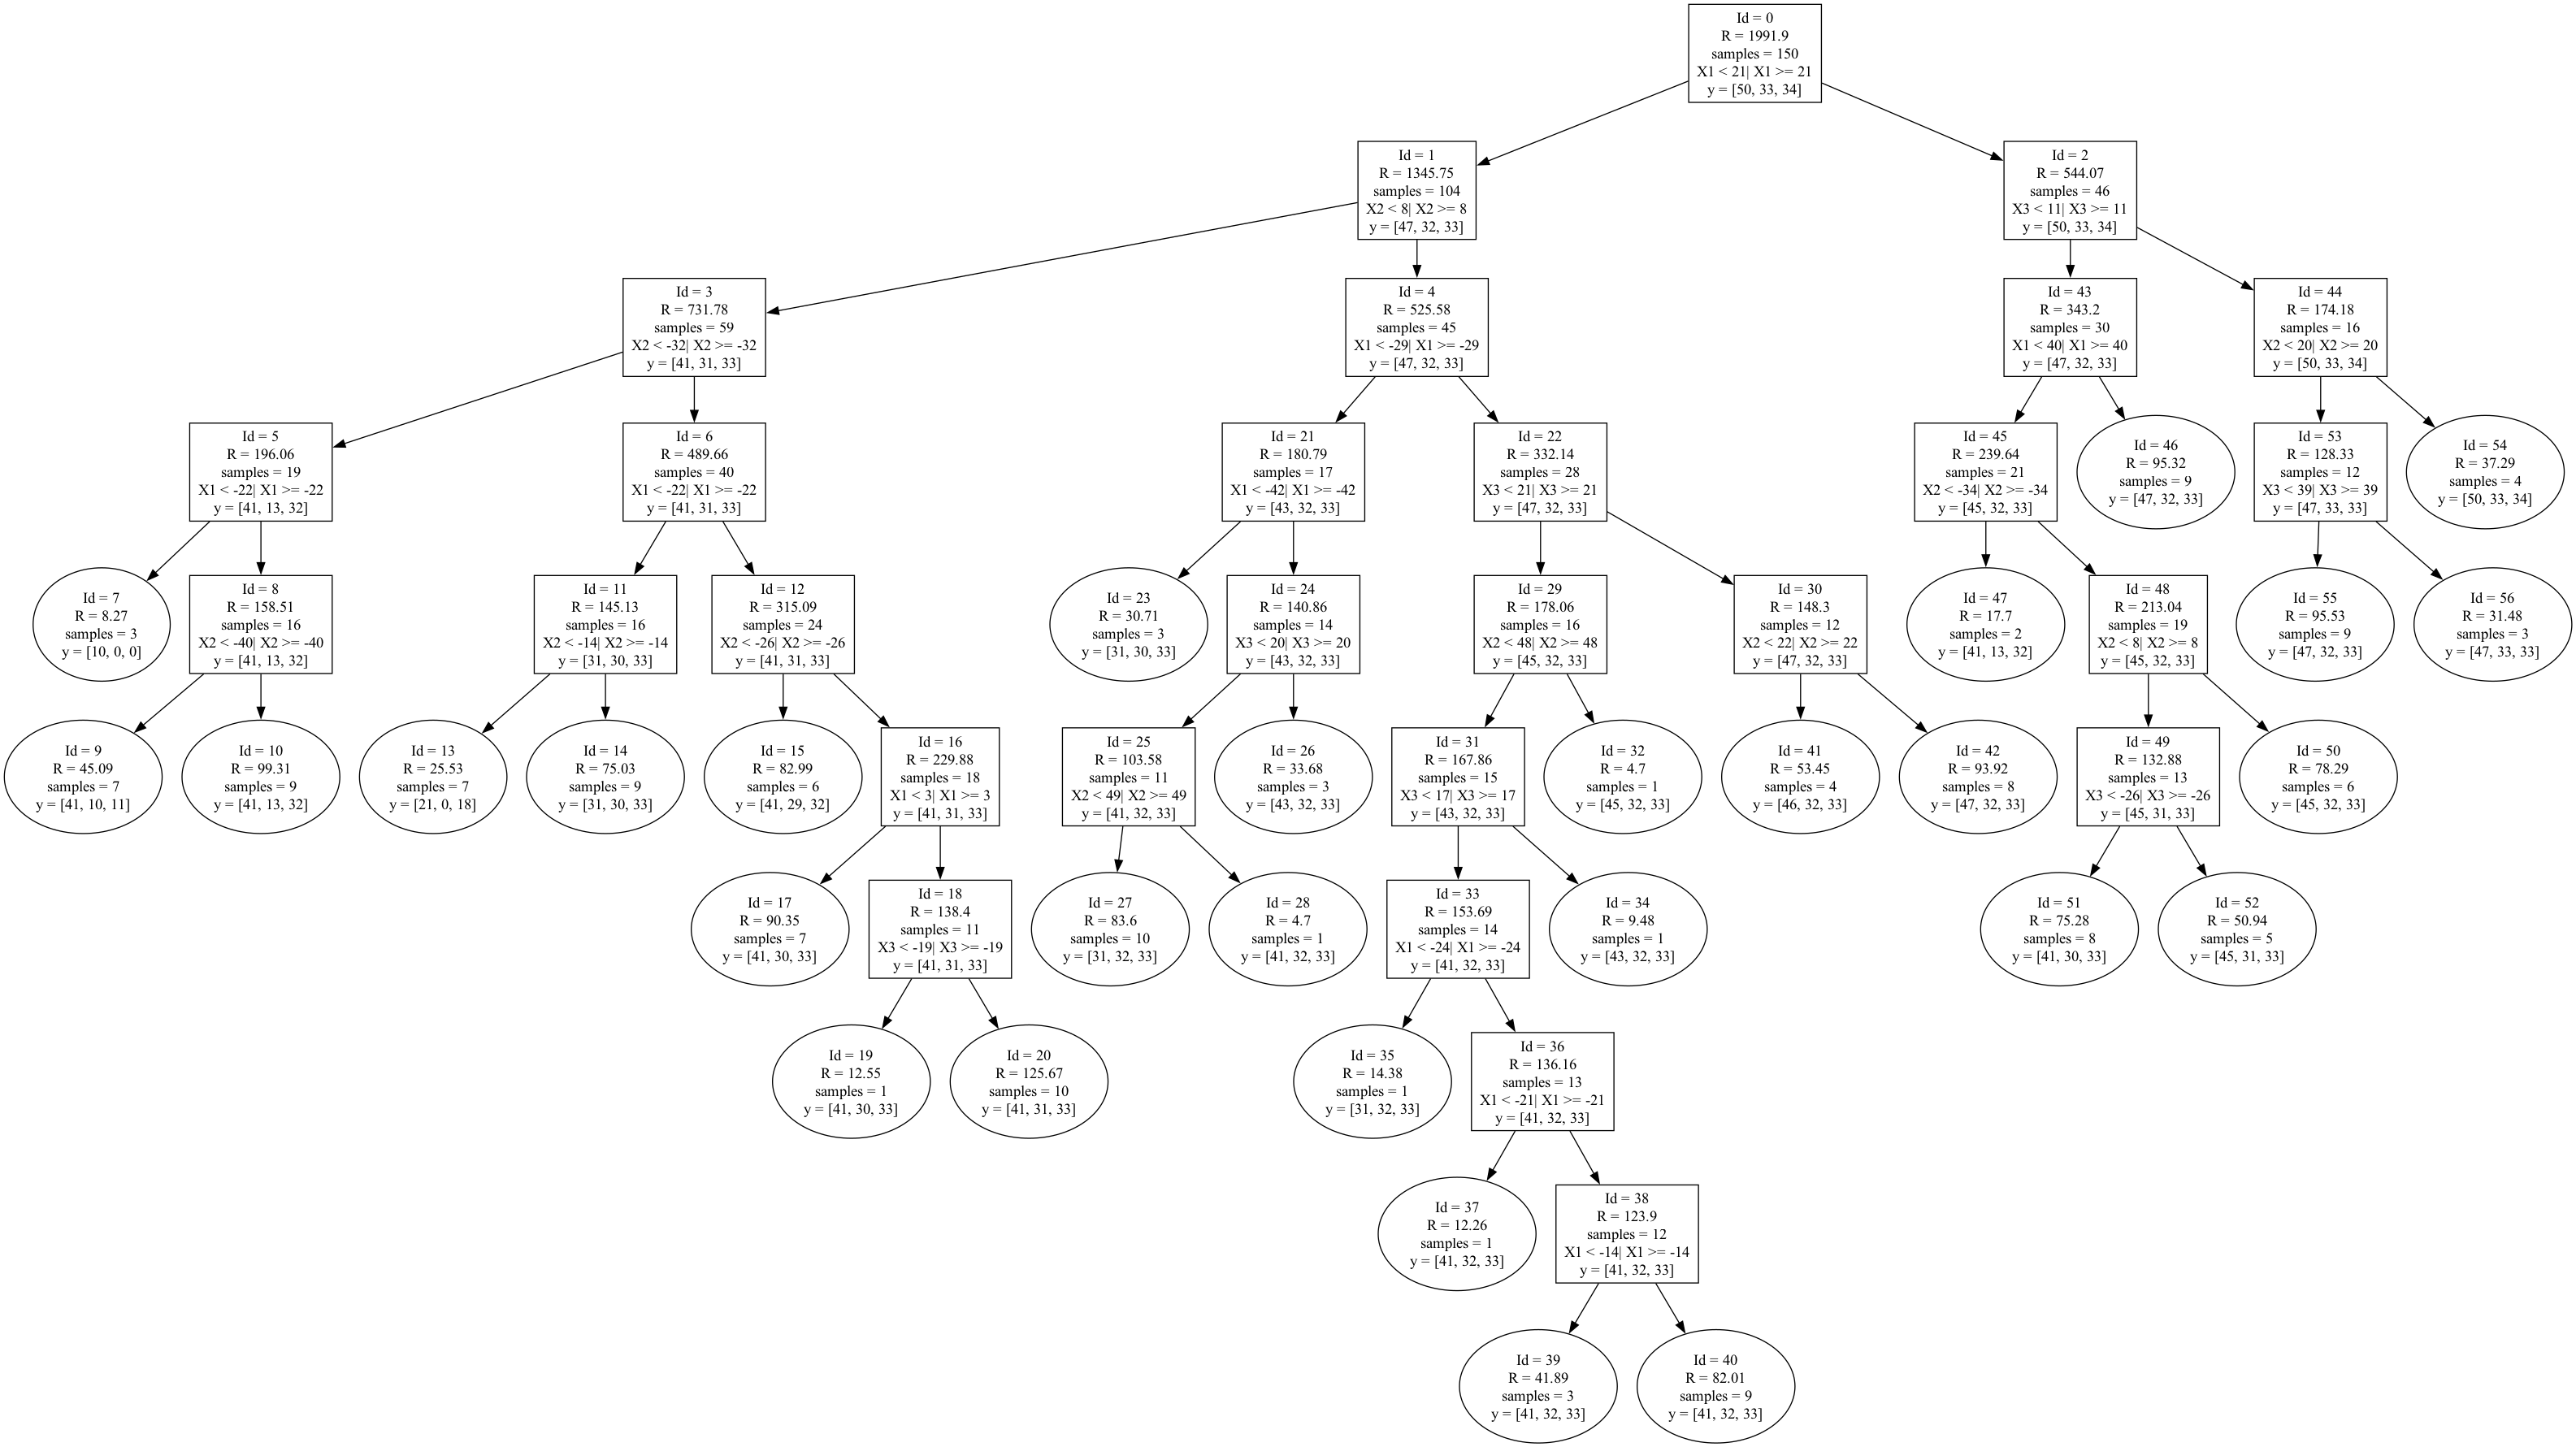 Id = 0
R = 1991.9
samples = 150
X1 < 21| X1 >= 21
y = [50, 33, 34]
Id = 1
R = 1345.75
samples = 104
X2 < 8| X2 >= 8
y = [47, 32, 33]
Id = 2
R = 544.07
samples = 46
X3 < 11| X3 >= 11
y = [50, 33, 34]
Id = 3
R = 731.78
samples = 59
X2 < -32| X2 >= -32
y = [41, 31, 33]
Id = 4
R = 525.58
samples = 45
X1 < -29| X1 >= -29
y = [47, 32, 33]
Id = 43
R = 343.2
samples = 30
X1 < 40| X1 >= 40
y = [47, 32, 33]
Id = 44
R = 174.18
samples = 16
X2 < 20| X2 >= 20
y = [50, 33, 34]
Id = 5
R = 196.06
samples = 19
X1 < -22| X1 >= -22
y = [41, 13, 32]
Id = 6
R = 489.66
samples = 40
X1 < -22| X1 >= -22
y = [41, 31, 33]
Id = 21
R = 180.79
samples = 17
X1 < -42| X1 >= -42
y = [43, 32, 33]
Id = 22
R = 332.14
samples = 28
X3 < 21| X3 >= 21
y = [47, 32, 33]
Id = 45
R = 239.64
samples = 21
X2 < -34| X2 >= -34
y = [45, 32, 33]
Id = 46
R = 95.32
samples = 9
y = [47, 32, 33]
Id = 53
R = 128.33
samples = 12
X3 < 39| X3 >= 39
y = [47, 33, 33]
Id = 54
R = 37.29
samples = 4
y = [50, 33, 34]
Id = 7
R = 8.27
samples = 3
y = [10, 0, 0]
Id = 8
R = 158.51
samples = 16
X2 < -40| X2 >= -40
y = [41, 13, 32]
Id = 11
R = 145.13
samples = 16
X2 < -14| X2 >= -14
y = [31, 30, 33]
Id = 12
R = 315.09
samples = 24
X2 < -26| X2 >= -26
y = [41, 31, 33]
Id = 23
R = 30.71
samples = 3
y = [31, 30, 33]
Id = 24
R = 140.86
samples = 14
X3 < 20| X3 >= 20
y = [43, 32, 33]
Id = 29
R = 178.06
samples = 16
X2 < 48| X2 >= 48
y = [45, 32, 33]
Id = 30
R = 148.3
samples = 12
X2 < 22| X2 >= 22
y = [47, 32, 33]
Id = 47
R = 17.7
samples = 2
y = [41, 13, 32]
Id = 48
R = 213.04
samples = 19
X2 < 8| X2 >= 8
y = [45, 32, 33]
Id = 55
R = 95.53
samples = 9
y = [47, 32, 33]
Id = 56
R = 31.48
samples = 3
y = [47, 33, 33]
Id = 9
R = 45.09
samples = 7
y = [41, 10, 11]
Id = 10
R = 99.31
samples = 9
y = [41, 13, 32]
Id = 13
R = 25.53
samples = 7
y = [21, 0, 18]
Id = 14
R = 75.03
samples = 9
y = [31, 30, 33]
Id = 15
R = 82.99
samples = 6
y = [41, 29, 32]
Id = 16
R = 229.88
samples = 18
X1 < 3| X1 >= 3
y = [41, 31, 33]
Id = 25
R = 103.58
samples = 11
X2 < 49| X2 >= 49
y = [41, 32, 33]
Id = 26
R = 33.68
samples = 3
y = [43, 32, 33]
Id = 31
R = 167.86
samples = 15
X3 < 17| X3 >= 17
y = [43, 32, 33]
Id = 32
R = 4.7
samples = 1
y = [45, 32, 33]
Id = 41
R = 53.45
samples = 4
y = [46, 32, 33]
Id = 42
R = 93.92
samples = 8
y = [47, 32, 33]
Id = 49
R = 132.88
samples = 13
X3 < -26| X3 >= -26
y = [45, 31, 33]
Id = 50
R = 78.29
samples = 6
y = [45, 32, 33]
Id = 17
R = 90.35
samples = 7
y = [41, 30, 33]
Id = 18
R = 138.4
samples = 11
X3 < -19| X3 >= -19
y = [41, 31, 33]
Id = 27
R = 83.6
samples = 10
y = [31, 32, 33]
Id = 28
R = 4.7
samples = 1
y = [41, 32, 33]
Id = 33
R = 153.69
samples = 14
X1 < -24| X1 >= -24
y = [41, 32, 33]
Id = 34
R = 9.48
samples = 1
y = [43, 32, 33]
Id = 51
R = 75.28
samples = 8
y = [41, 30, 33]
Id = 52
R = 50.94
samples = 5
y = [45, 31, 33]
Id = 19
R = 12.55
samples = 1
y = [41, 30, 33]
Id = 20
R = 125.67
samples = 10
y = [41, 31, 33]
Id = 35
R = 14.38
samples = 1
y = [31, 32, 33]
Id = 36
R = 136.16
samples = 13
X1 < -21| X1 >= -21
y = [41, 32, 33]
Id = 37
R = 12.26
samples = 1
y = [41, 32, 33]
Id = 38
R = 123.9
samples = 12
X1 < -14| X1 >= -14
y = [41, 32, 33]
Id = 39
R = 41.89
samples = 3
y = [41, 32, 33]
Id = 40
R = 82.01
samples = 9
y = [41, 32, 33]